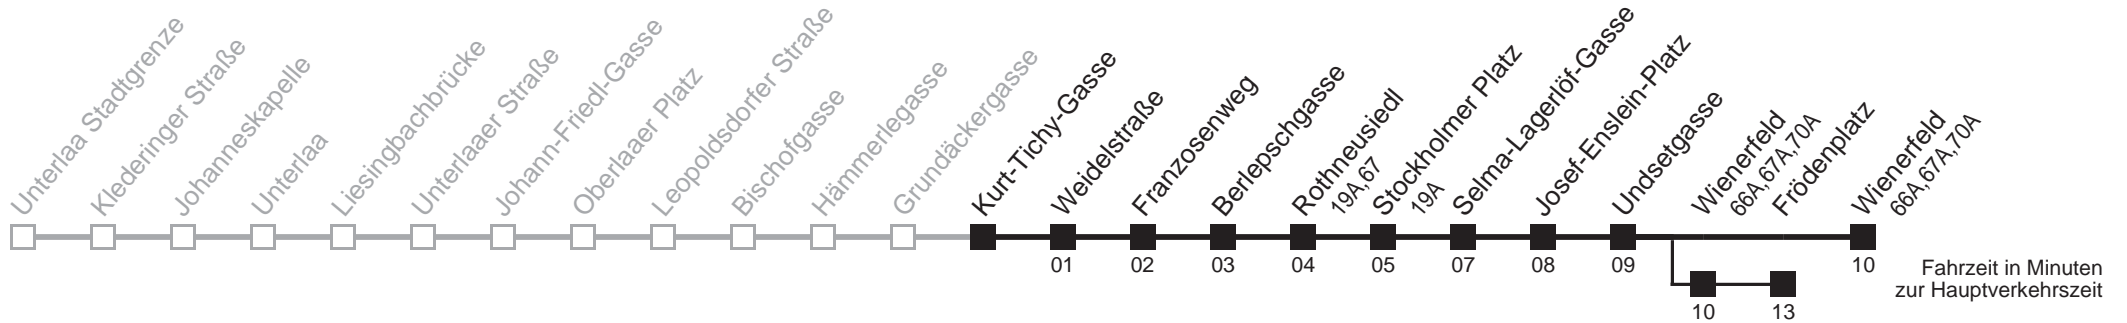 Unterlaa Stadtgrenze
Klederinger Straße
Johanneskapelle
Unterlaa
Liesingbachbrücke
Unterlaaer Straße
Johann-Friedl-Gasse
Oberlaaer Platz
Leopoldsdorfer Straße
Bischofgasse
Hämmerlegasse
Grundäckergasse
Kurt-Tichy-Gasse
Weidelstraße
Franzosenweg
Berlepschgasse
Rothneusiedl
19A,67
Stockholmer Platz
19A
Selma-Lagerlöf-Gasse
Josef-Enslein-Platz
Undsetgasse
Wienerfeld
66A,67A,70A
Frödenplatz
Wienerfeld
66A,67A,70A
01 02 03 04 05 07 08 09 10
Fahrzeit in Minuten
zur Hauptverkehrszeit
10 13